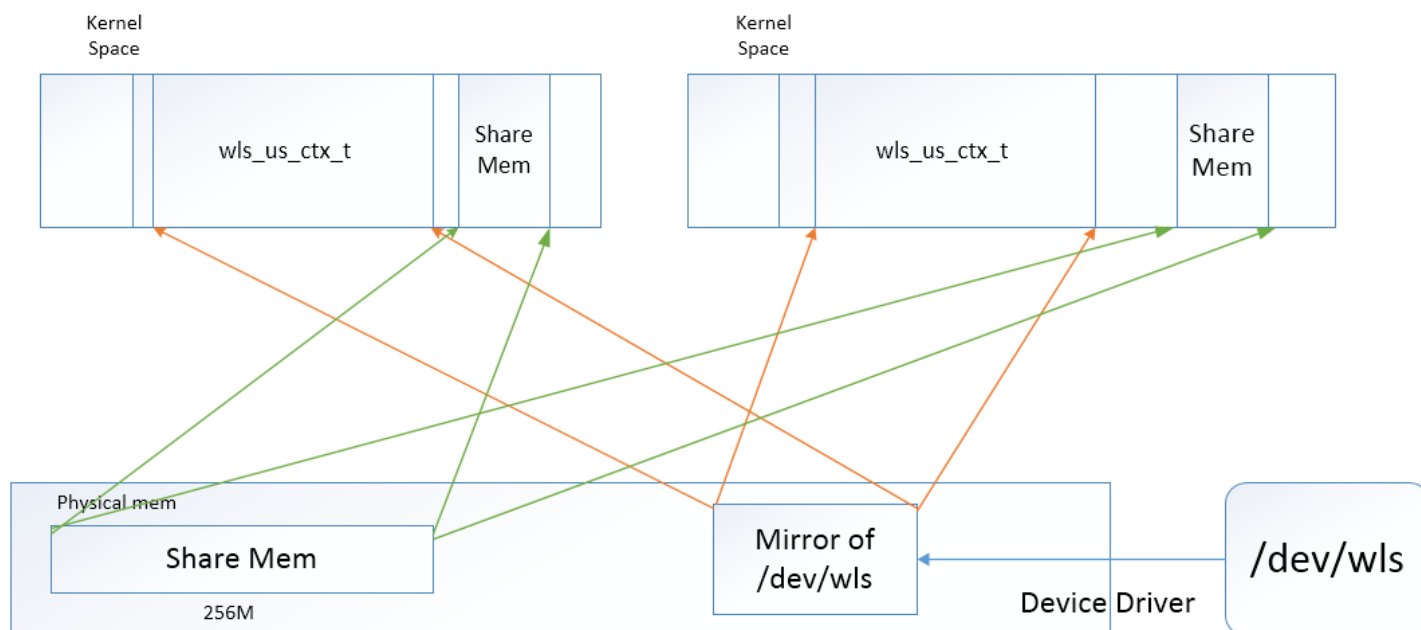 Kernel
Space
Kernel
Space
wls_us_ctx_t
Share
Mem
wls_us_ctx_t
Share
Mem
Physical mem
Share Mem
256M
Mirror of
/dev/wls
Device Driver
/dev/wls